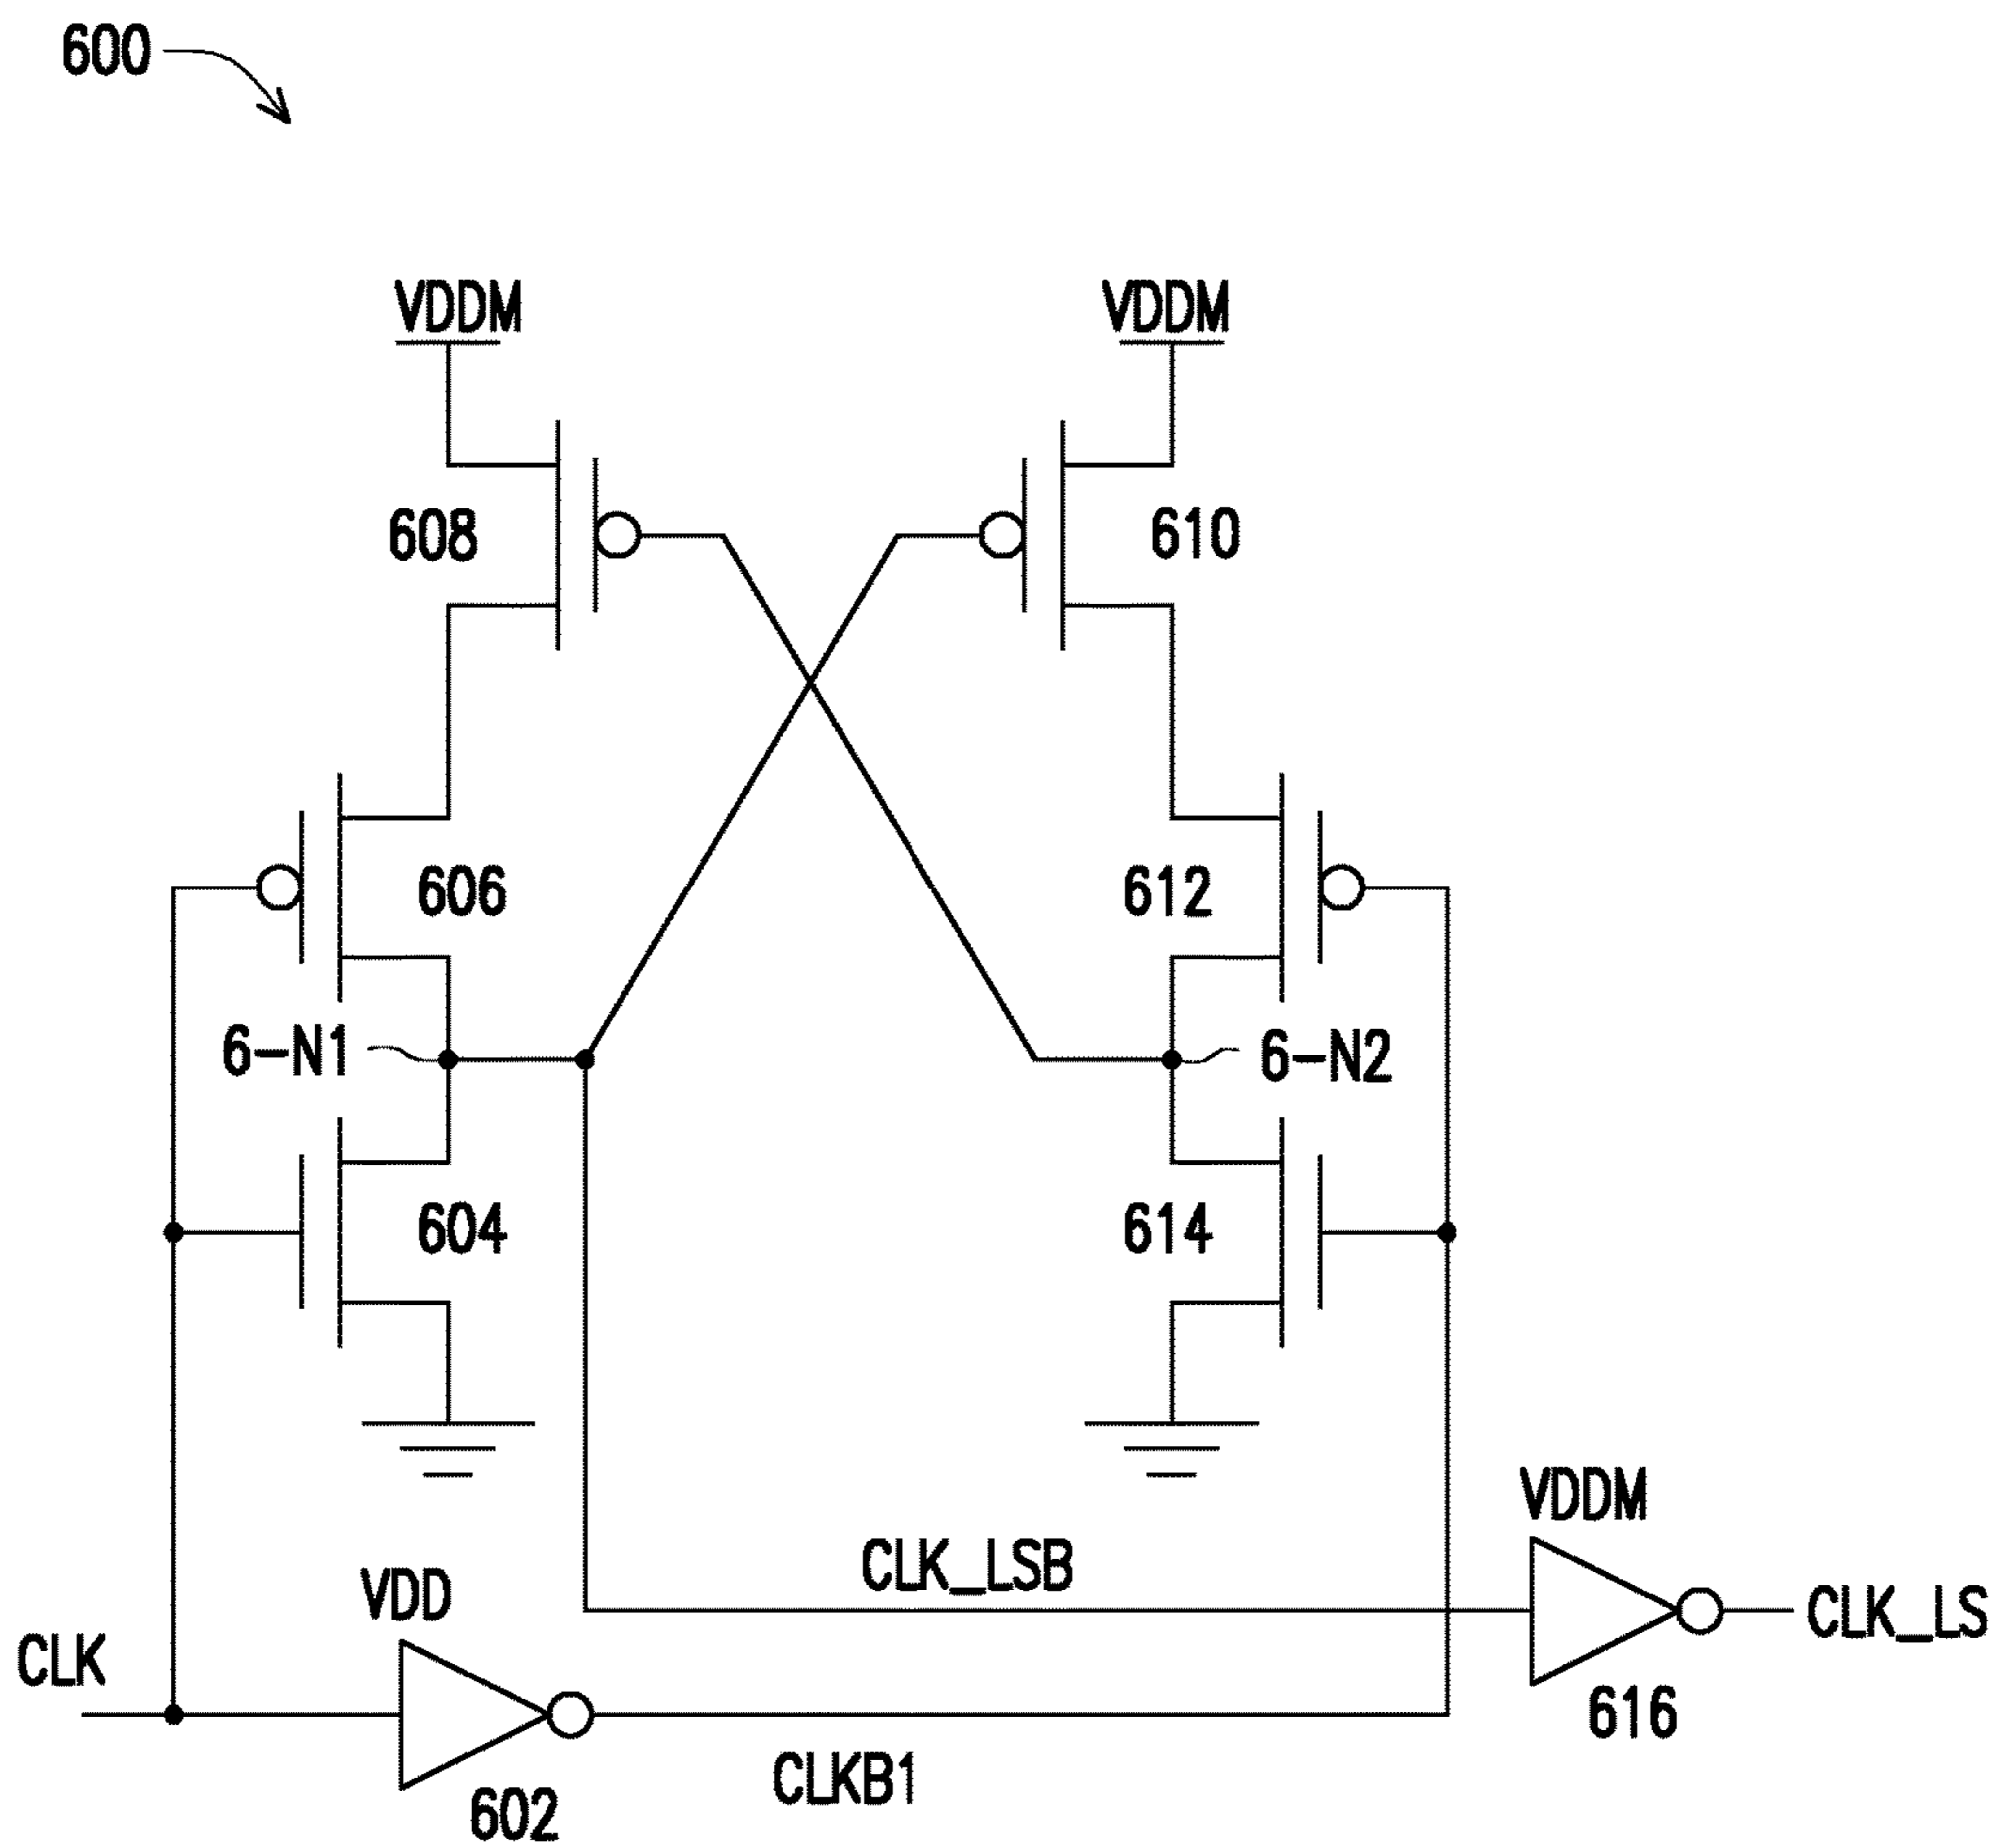 600
VDDM
VDDM
608
610
606
612
6-N1
6-N2
604
614
VDDM
CLK_LSB
VDD
CLK_LS
CLK
616
CLKB1
602